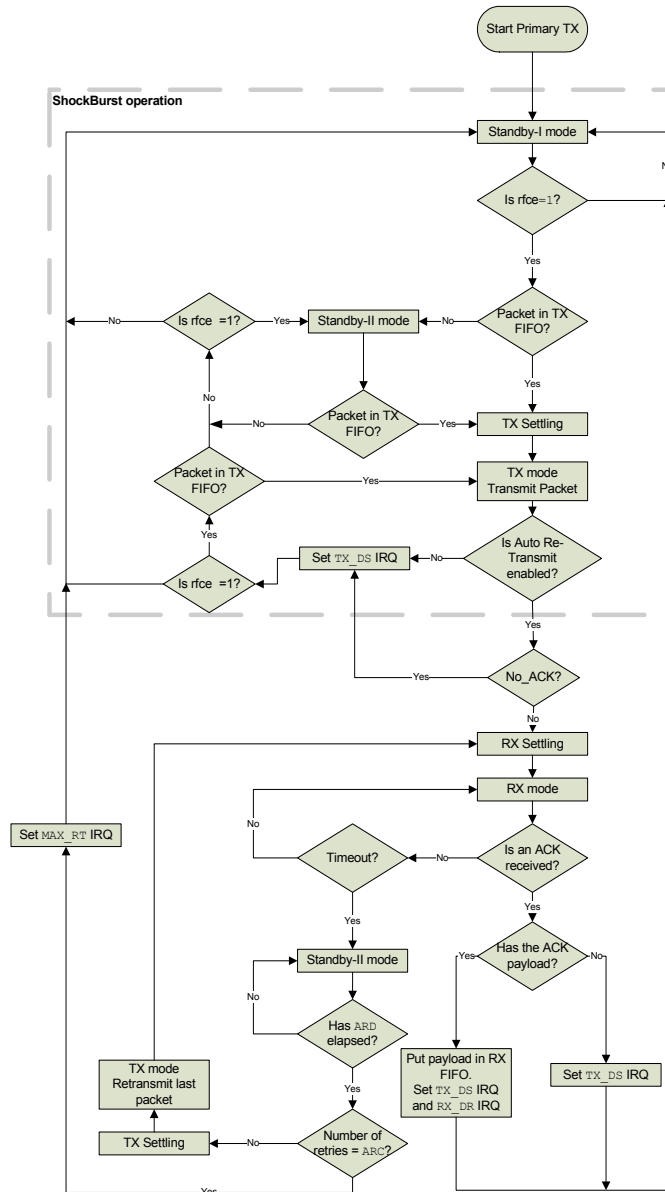 Start Primary TX
ShockBurst operation
Standby-I mode
Is rfce=1?
Yes
No
Packet in TX
FIFO?
Is rfce =1?
Yes
Standby-II mode
No
Yes
No
Packet in TX
FIFO?
No
Yes
TX Settling
Packet in TX
FIFO?
Yes
TX mode
Transmit Packet
Yes
Is rfce =1?
Set TX_DS IRQ
No
Is Auto Re-
Transmit
enabled?
Yes
No_ACK?
Yes
No
RX Settling
RX mode
Set MAX_RT IRQ
No
Timeout?
No
Is an ACK
received?
Yes
Yes
Standby-II mode
Yes
Has the ACK
payload?
No
No
Has ARD
elapsed?
TX mode
Retransmit last
packet
Put payload in RX
FIFO.
Set TX_DS IRQ
and RX_DR IRQ
Set TX_DS IRQ
Yes
TX Settling
No
Number of
retries = ARC?
Yes